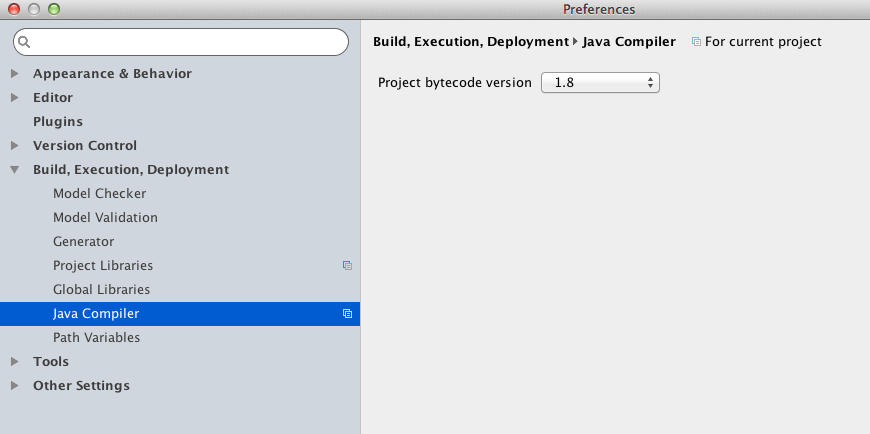 Preferences
Appearance & Behavior
Editor
Plugins
Version Control
Build, Execution, Deployment
Model Checker
Model Validation
Generator
Project Libraries
Global Libraries
Java Compiler
Path Variables
Tools
Other Settings
Build, Execution, Deployment Java Compiler For current project
Project bytecode version 1.8